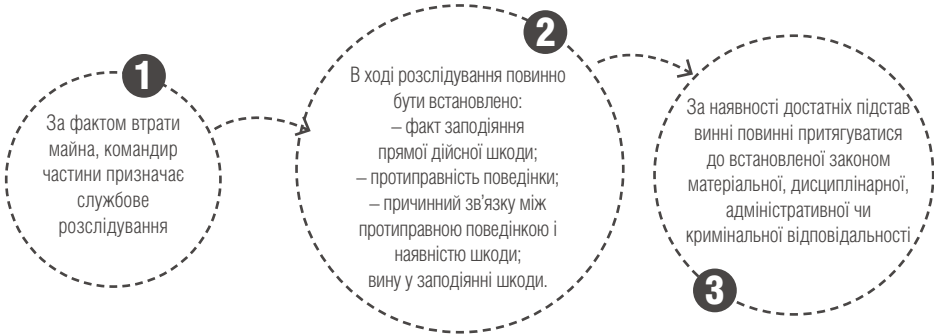 1
За фактом втрати
майна, командир
частини призначає
службове
розслідування
2
В ході розслідування повинно
бути встановлено:
– факт заподіяння
прямої дійсної шкоди;
– протиправність поведінки;
– причинний зв'язку між
протиправною поведінкою і
наявністю шкоди;
вину у заподіянні шкоди.
За наявності достатніх підстав
винні повинні притягуватися
до встановленої законом
матеріальної, дисциплінарної,
адміністративної чи
кримінальної відповідальності
3